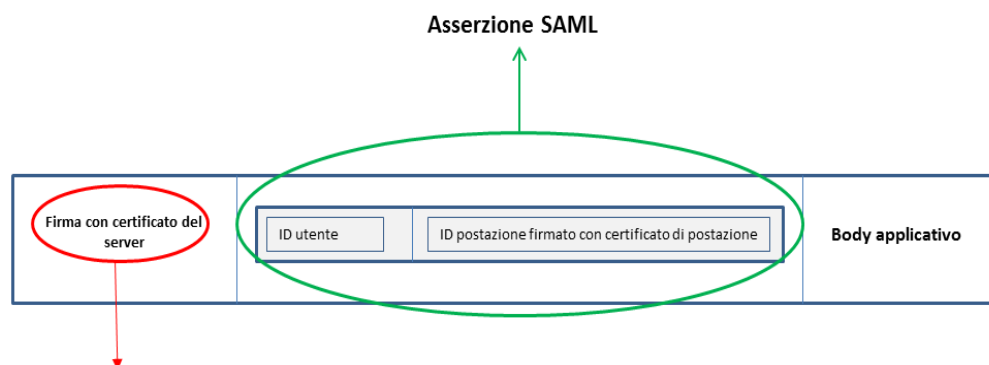 Asserzione SAML
Firma con certificato del
server
ID utente
ID postazione firmato con certificato di postazione
Body applicativo